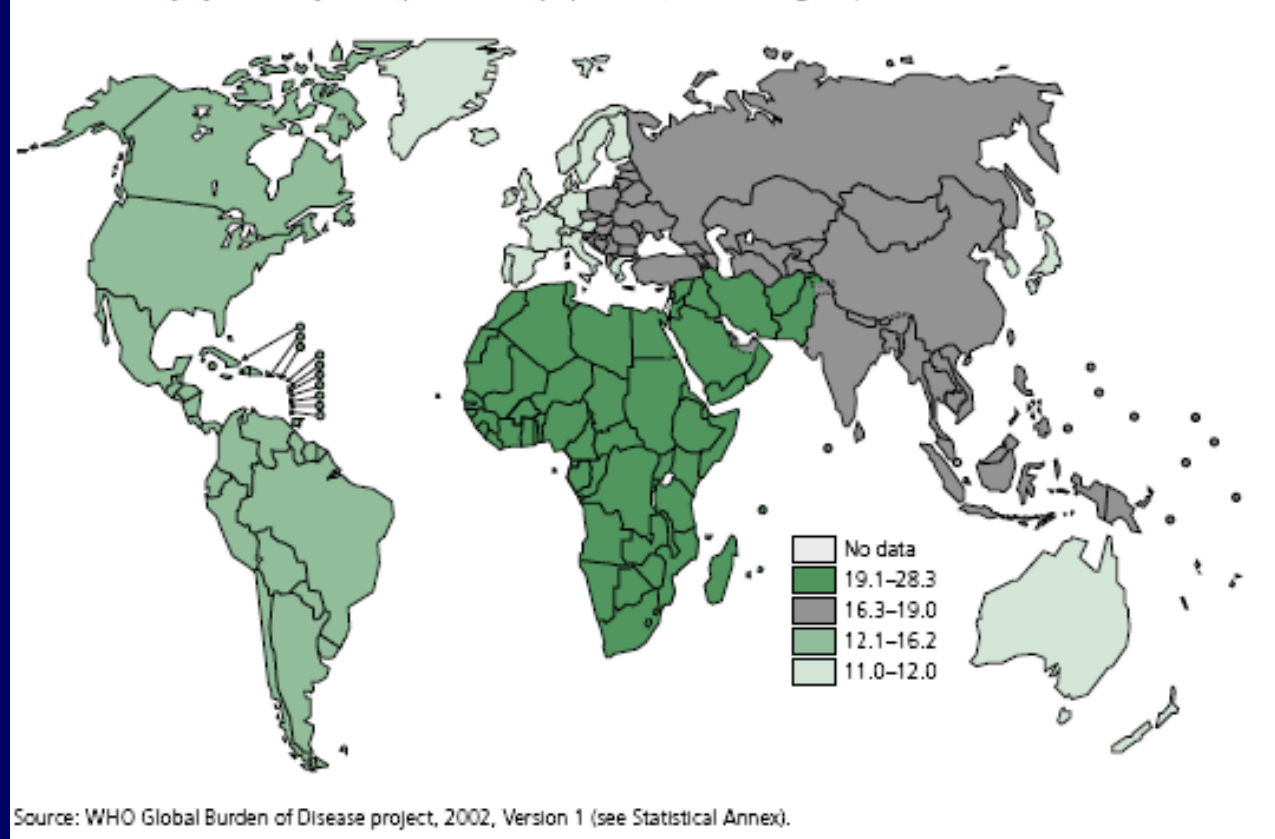 No data
19.1–28.3
16.3–19.0
12.1–16.2
11.0–12.0
Source: WHO Global Burden of Disease project, 2002, Version 1 (see Statistical Annex).